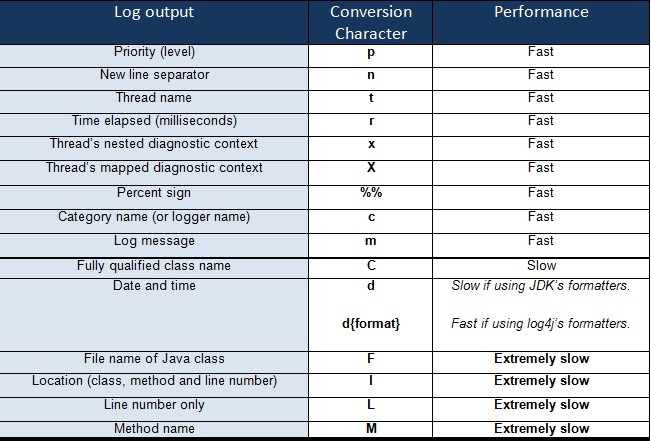 Log output Conversion Character Performance
Priority (level) p Fast
New line separator n Fast
Thread name t Fast
Time elapsed (milliseconds) r Fast
Thread's nested diagnostic context x Fast
Thread's mapped diagnostic context X Fast
Percent sign %% Fast
Category name (or logger name) c Fast
Log message m Fast
Fully qualified class name C Slow
Date and time d Slow if using JDK's formatters.
d{format} Fast if using log4j's formatters.
File name of Java class F Extremely slow
Location (class, method and line number) l Extremely slow
Line number only L Extremely slow
Method name M Extremely slow